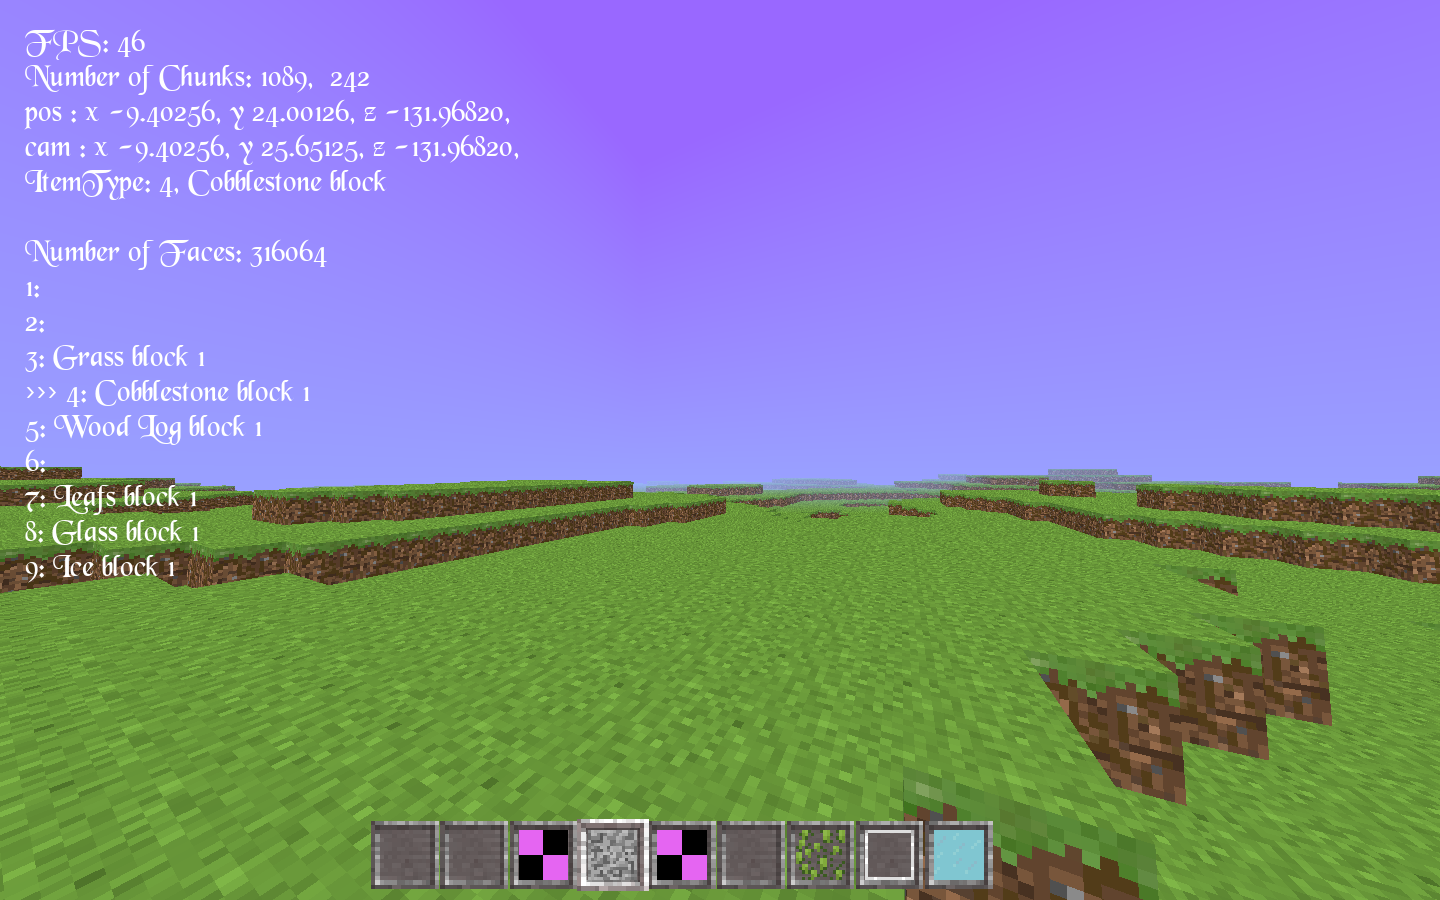 FPS: 46
Number of Chunks: 1089,  242
pos : x -9.40256, y 24.00126, z -131.96820,
cam : x -9.40256, y 25.65125, z -131.96820,
ItemType: 4, Cobblestone block
Number of Faces: 316064
1:
2:
3: Grass block 1
>>> 4: Cobblestone block 1
5: Wood Log block 1
6:
7: Leafs block 1
8: Glass block 1
9: Ice block 1